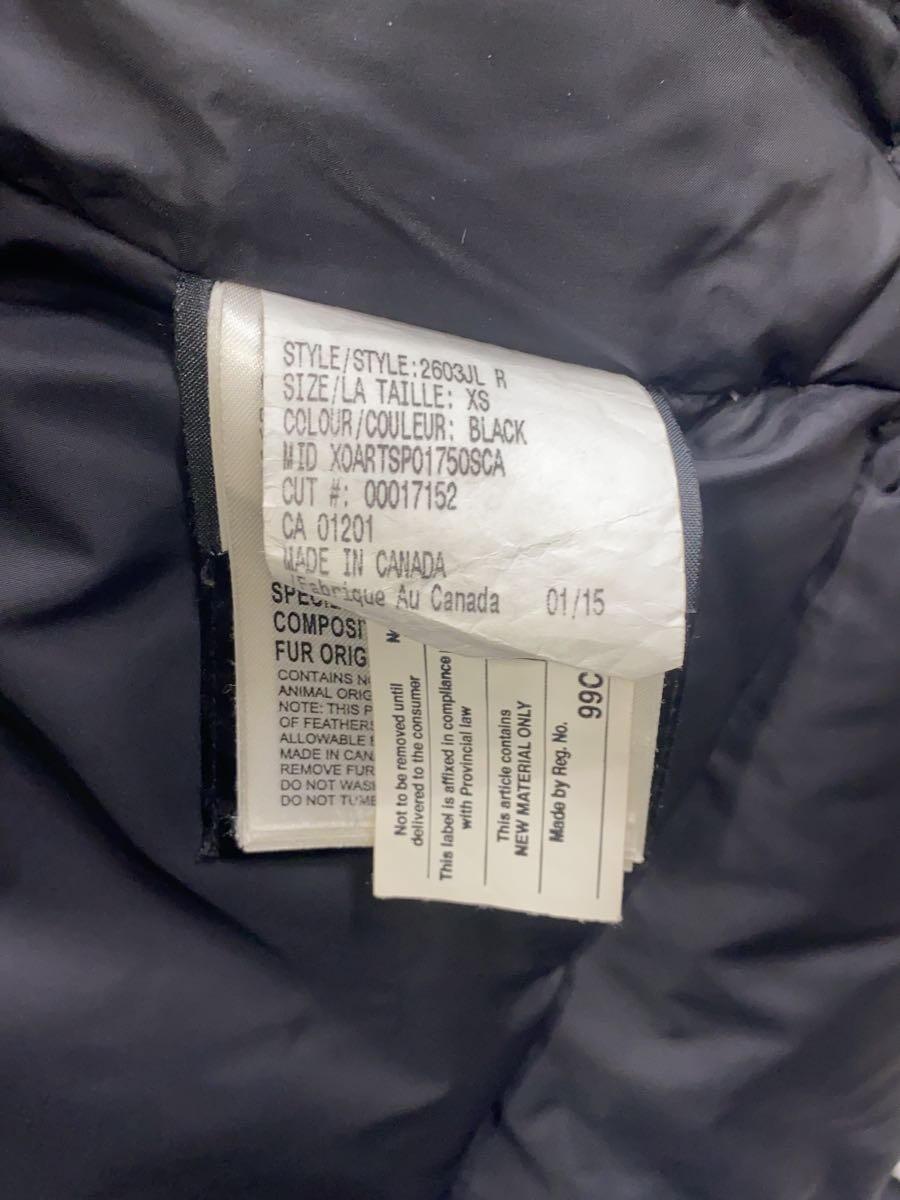 STYLE/STYLE:2603JL R
SIZE/LA TAILLE: XS
COLOUR/COULEUR: BLACK
MID XOARTSP01750SCA
CUT #: 00017152
CA 01201
MADE IN CANADA
/Fabrique Au Canada 01/15
FUR ORIG
CONTAINS
ANIMAL ORIG
NOTE: THIS P
OF FEATHERS
ALLOWABLE
MADE IN CAN
REMOVE FUR
DO NOT WASH
DO NOT TUMB
Not to be removed until
delivered to the consumer
This label is affixed in compliance
with Provincial law
This article contains
NEW MATERIAL ONLY
Made by Reg. No.
99C